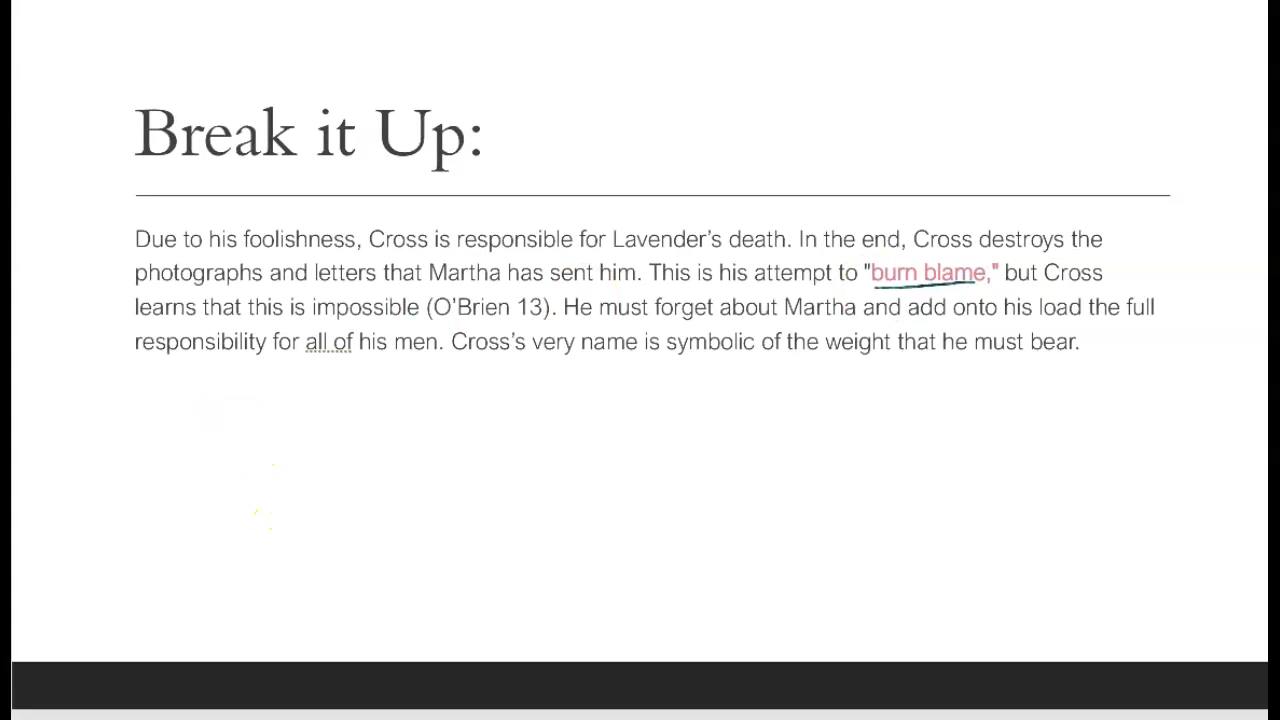 Break it Up:
Due to his foolishness, Cross is responsible for Lavender’s death. In the end, Cross destroys the
photographs and letters that Martha has sent him. This is his attempt to "burn blame," but Cross
learns that this is impossible (O’Brien 13). He must forget about Martha and add onto his load the full
responsibility for all of his men. Cross’s very name is symbolic of the weight that he must bear.